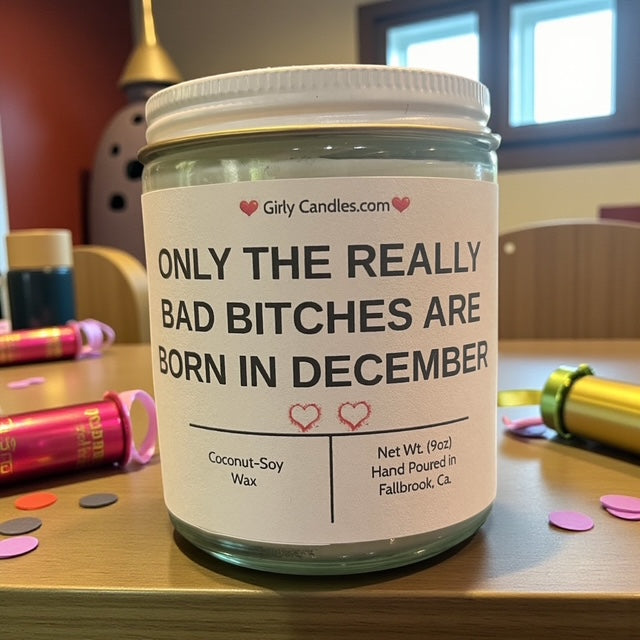 Girly Candles.com
ONLY THE REALLY
BAD BITCHES ARE
BORN IN DECEMBER
Coconut-Soy
Wax
Net Wt. (9oz)
Hand Poured in
Fallbrook, Ca.